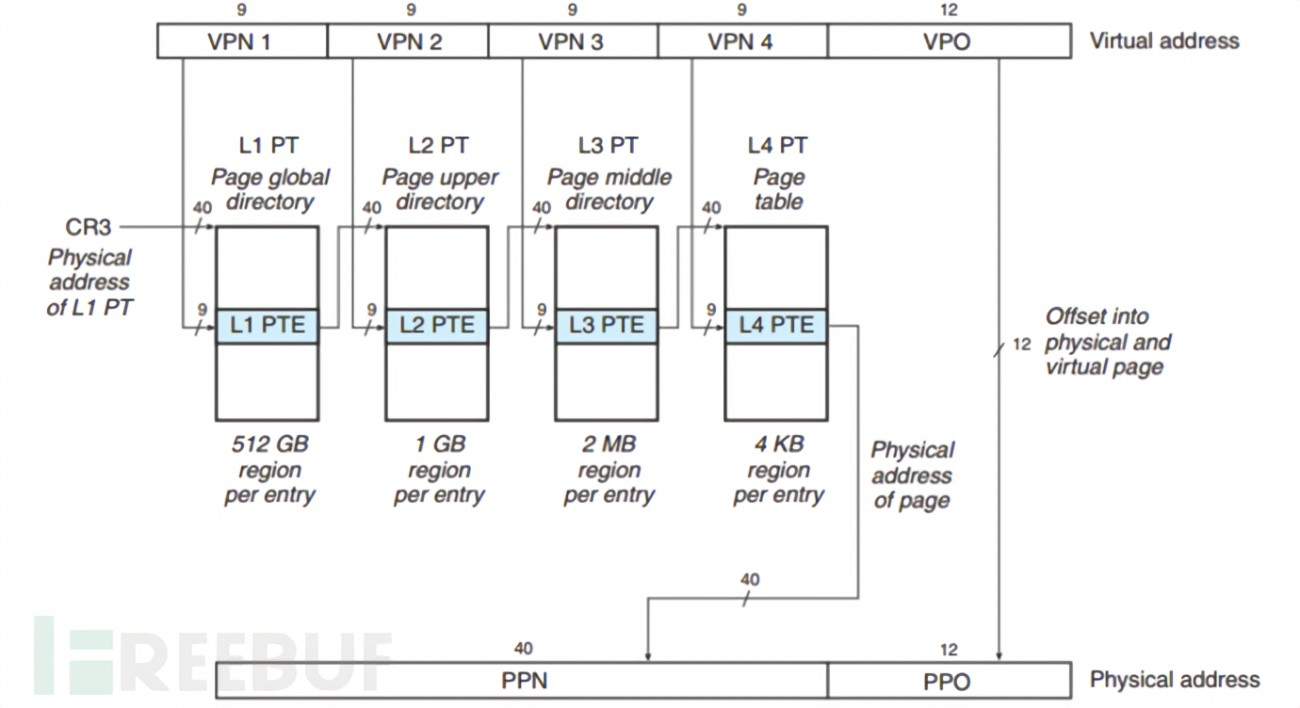 9 9 9 9 12
VPN 1 VPN 2 VPN 3 VPN 4 VPO Virtual address
L1 PT L2 PT L3 PT L4 PT
Page global Page upper Page middle Page
directory directory directory table
40 40 40 40
CR3
Physical
address
of L1 PT
9 9 9 9
L1 PTE L2 PTE L3 PTE L4 PTE
12
Offset into
physical and
virtual page
512 GB 1 GB 2 MB 4 KB
region region region region
per entry per entry per entry per entry
Physical
address
of page
40
40 12
PPN PPO Physical address
FREEBUF